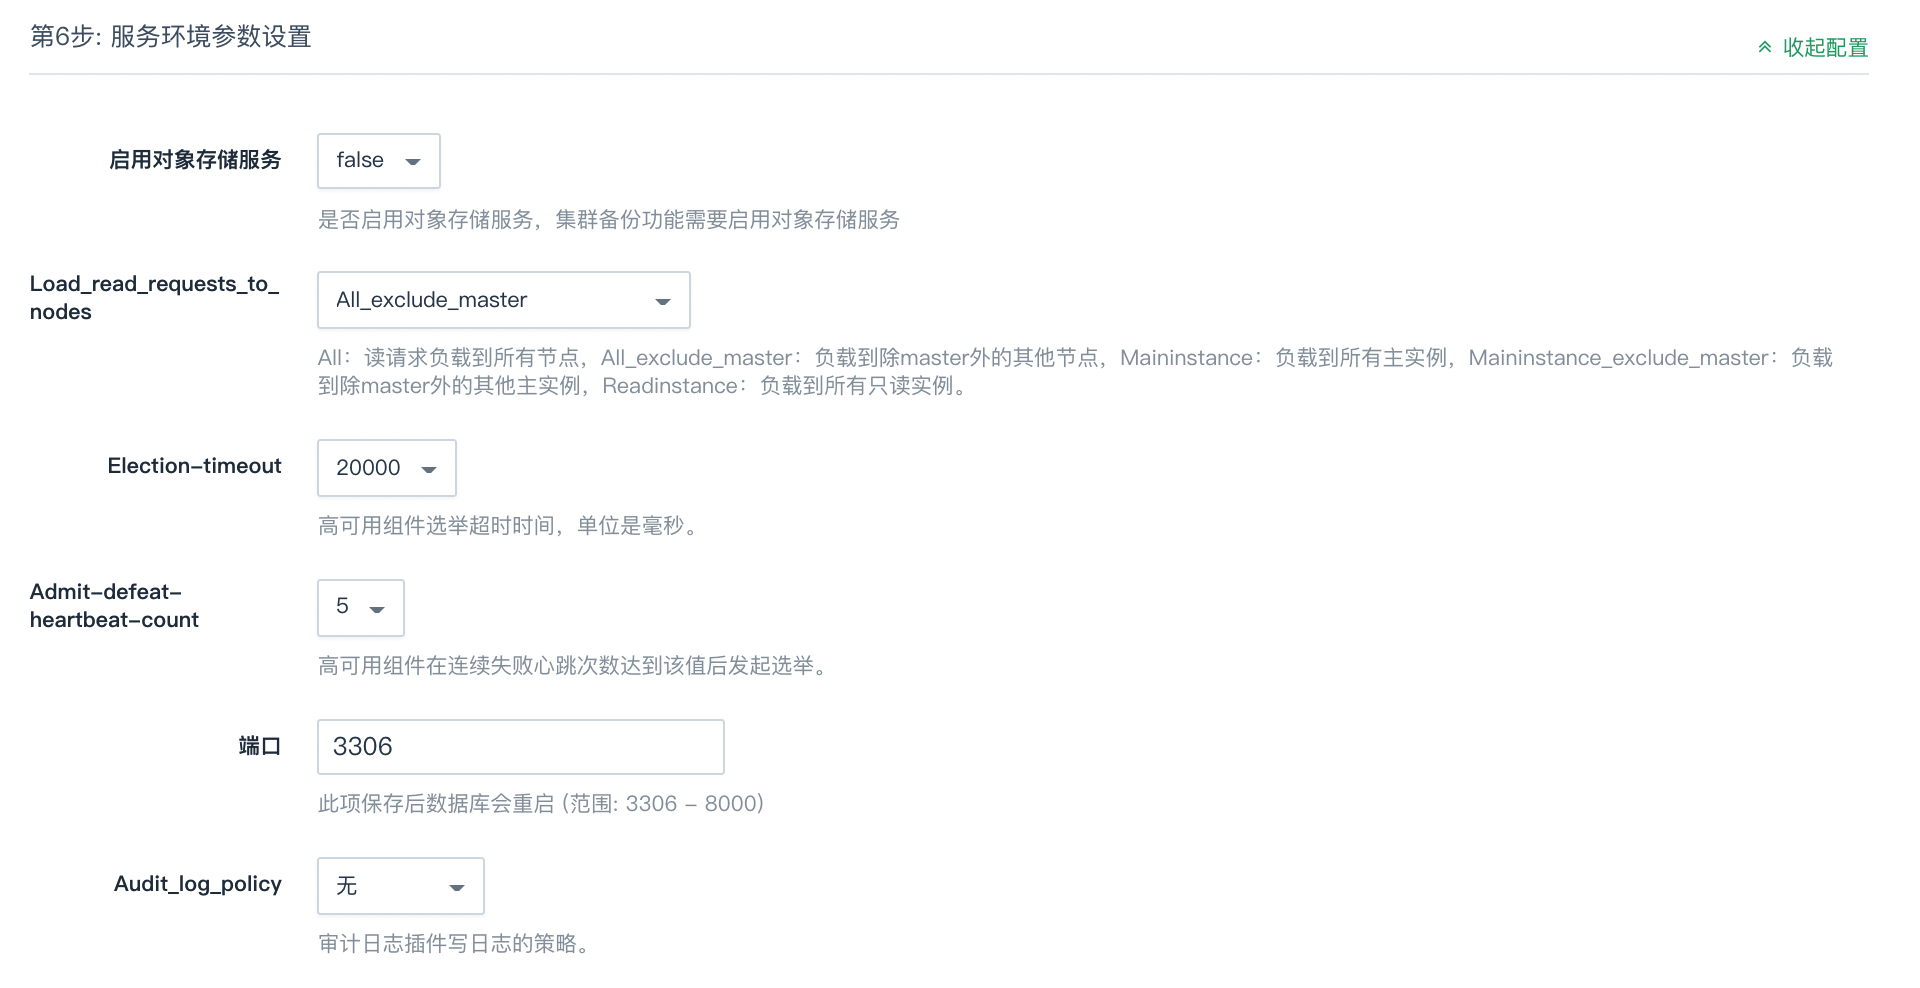 第6步: 服务环境参数设置
收起配置
启用对象存储服务
false
是否启用对象存储服务，集群备份功能需要启用对象存储服务
Load_read_requests_to_
nodes
All_exclude_master
All：读请求负载到所有节点，All_exclude_master：负载到除master外的其他节点，Maininstance：负载到所有主实例，Maininstance_exclude_master：负载
到除master外的其他主实例，Readinstance：负载到所有只读实例。
Election-timeout
20000
高可用组件选举超时时间，单位是毫秒。
Admit-defeat-
heartbeat-count
5
高可用组件在连续失败心跳次数达到该值后发起选举。
端口
3306
此项保存后数据库会重启 (范围: 3306 - 8000)
Audit_log_policy
无
审计日志插件写日志的策略。